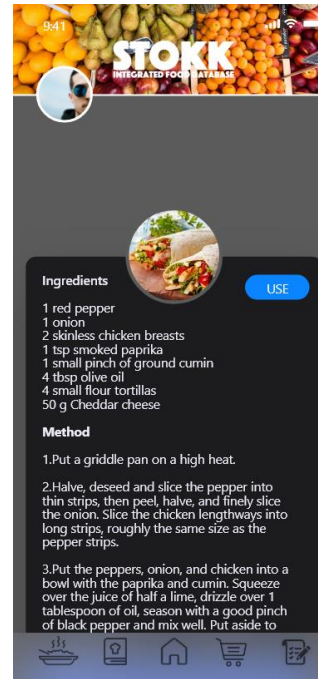 9:41
STOKK
INTEGRATED FOOD DATABASE
Ingredients
USE
1 red pepper
1 onion
2 skinless chicken breasts
1 tsp smoked paprika
1 small pinch of ground cumin
4 tbsp olive oil
4 small flour tortillas
50 g Cheddar cheese
Method
1.Put a griddle pan on a high heat.
2.Halve, deseed and slice the pepper into
thin strips, then peel, halve, and finely slice
the onion. Slice the chicken lengthways into
long strips, roughly the same size as the
pepper strips.
3.Put the peppers, onion, and chicken into a
bowl with the paprika and cumin. Squeeze
over the juice of half a lime, drizzle over 1
tablespoon of oil, season with a good pinch
of black pepper and mix well. Put aside to